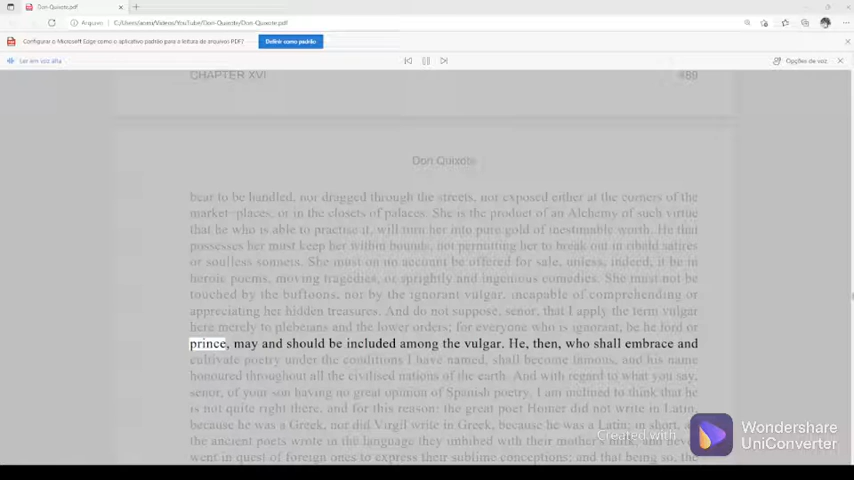 Don-Quixote.pdf
Arquivo
C:/Users/acera/Videos/YouTube/Don-Quixote/Don-Quixote.pdf
Configurar o Microsoft Edge como o aplicativo padrão para a leitura de arquivos PDF?
Definir como padrão
Ler em voz alta
Opções de voz
CHAPTER XVI
489
Don Quixote
bear to be handled, nor dragged through the streets, nor exposed either at the corners of the
market-places, or in the closets of palaces. She is the product of an Alchemy of such virtue
that he who is able to practise it, will turn her into pure gold of inestimable worth. He that
possesses her must keep her within bounds, not permitting her to break out in ribald satires
or soulless sonnets. She must on no account be offered for sale, unless, indeed, it be in
heroic poems, moving tragedies, or sprightly and ingenious comedies. She must not be
touched by the buffoons, nor by the ignorant vulgar, incapable of comprehending or
appreciating her hidden treasures. And do not suppose, senor, that I apply the term vulgar
here merely to plebeians and the lower orders; for everyone who is ignorant, be he lord or
prince, may and should be included among the vulgar. He, then, who shall embrace and
cultivate poetry under the conditions I have named, shall become famous, and his name
honoured throughout all the civilised nations of the earth. And with regard to what you say,
senor, of your son having no great opinion of Spanish poetry, I am inclined to think that he
is not quite right there, and for this reason: the great poet Homer did not write in Latin,
because he was a Greek, nor did Virgil write in Greek, because he was a Latin; in short, a
the ancient poets wrote in the language they imbibed with their mother's milk, and never
went in quest of foreign ones to express their sublime conceptions; and that being so, the
Created with
Wondershare
UniConverter